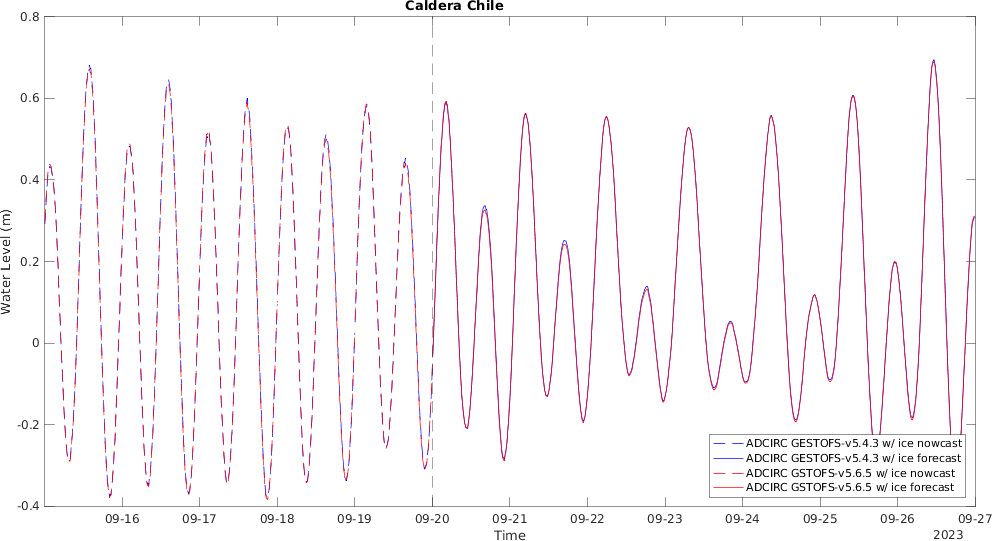 Caldera Chile
0.8
0.6
0.4
0.2
0
-0.2
-0.4
Water Level (m)
ADCIRC GESTOFS-v5.4.3 w/ ice nowcast
ADCIRC GESTOFS-v5.4.3 w/ ice forecast
ADCIRC GSTOFS-v5.6.5 w/ ice nowcast
ADCIRC GSTOFS-v5.6.5 w/ ice forecast
09-16 09-17 09-18 09-19 09-20 09-21 09-22 09-23 09-24 09-25 09-26 09-27
Time
2023